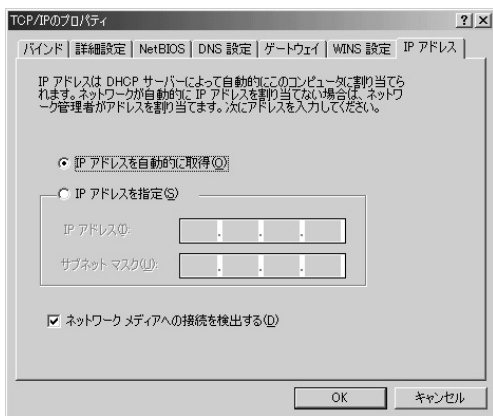 TCP/IPのプロパティ
? ×
バインド 詳細設定 NetBIOS DNS 設定 ゲートウェイ WINS 設定 IP アドレス
IP アドレスは DHCP サーバーによって自動的にこのコンピュータに割り当てら
れます。ネットワークが自動的に IP アドレスを割り当てない場合は、ネットワ
ーク管理者がアドレスを割り当てます。次にアドレスを入力してください。
IP アドレスを自動的に取得(O)
IP アドレスを指定(S)
IP アドレス(I):
. . .
サブネット マスク(U):
. . .
ネットワーク メディアへの接続を検出する(D)
OK キャンセル